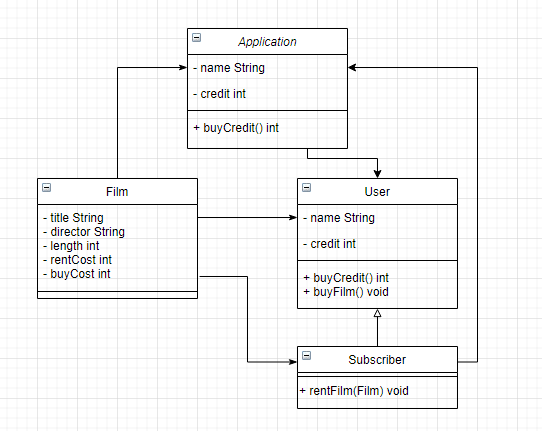 Application
- name String
- credit int
+ buyCredit() int
Film
- title String
- director String
- length int
- rentCost int
- buyCost int
User
- name String
- credit int
+ buyCredit() int
+ buyFilm() void
Subscriber
+ rentFilm(Film) void